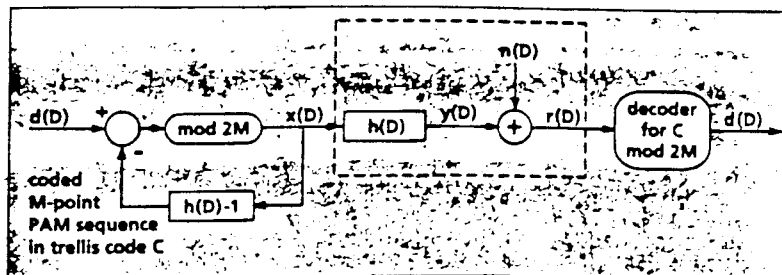 n(D)
d(D)
+
-
mod 2M
x(D)
h(D)
y(D)
+
r(D)
decoder
for C
mod 2M
d̂(D)
h(D)-1
coded
M-point
PAM sequence
in trellis code C